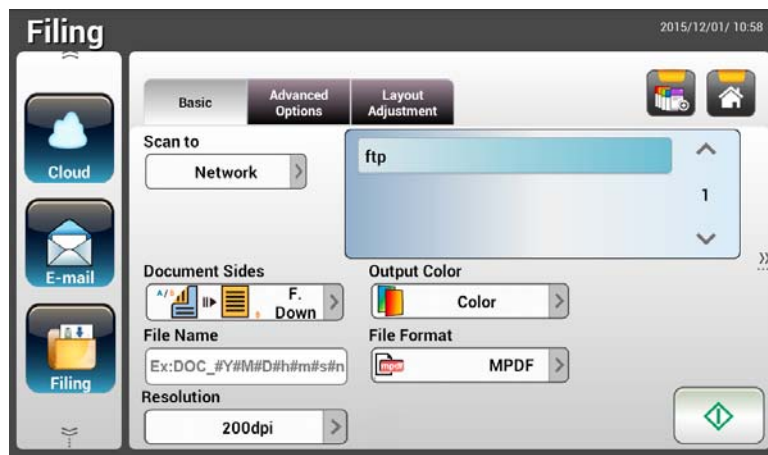 Filing
2015/12/01/ 10:58
Basic
Advanced
Options
Layout
Adjustment
Cloud
E-mail
Filing
Scan to
Network
ftp
1
Document Sides
A/
F.
Down
Output Color
Color
File Name
Ex:DOC_#Y#M#D#h#m#s#n
File Format
mpdf
MPDF
Resolution
200dpi